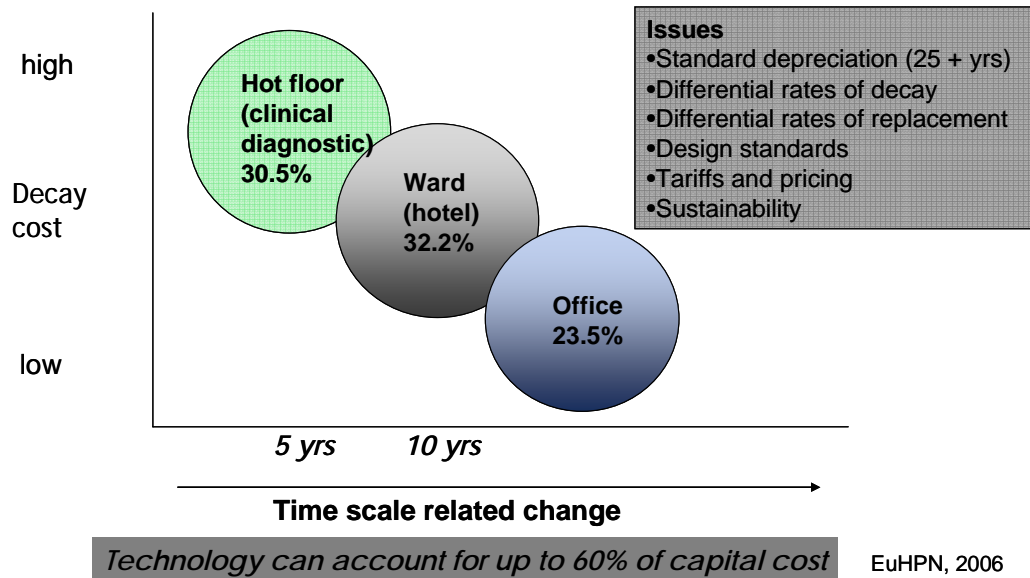 high
Decay
cost
low
Hot floor
(clinical
diagnostic)
30.5%
Ward
(hotel)
32.2%
Office
23.5%
Issues
•Standard depreciation (25 + yrs)
•Differential rates of decay
•Differential rates of replacement
•Design standards
•Tariffs and pricing
•Sustainability
5 yrs
10 yrs
Time scale related change
Technology can account for up to 60% of capital cost
EuHPN, 2006